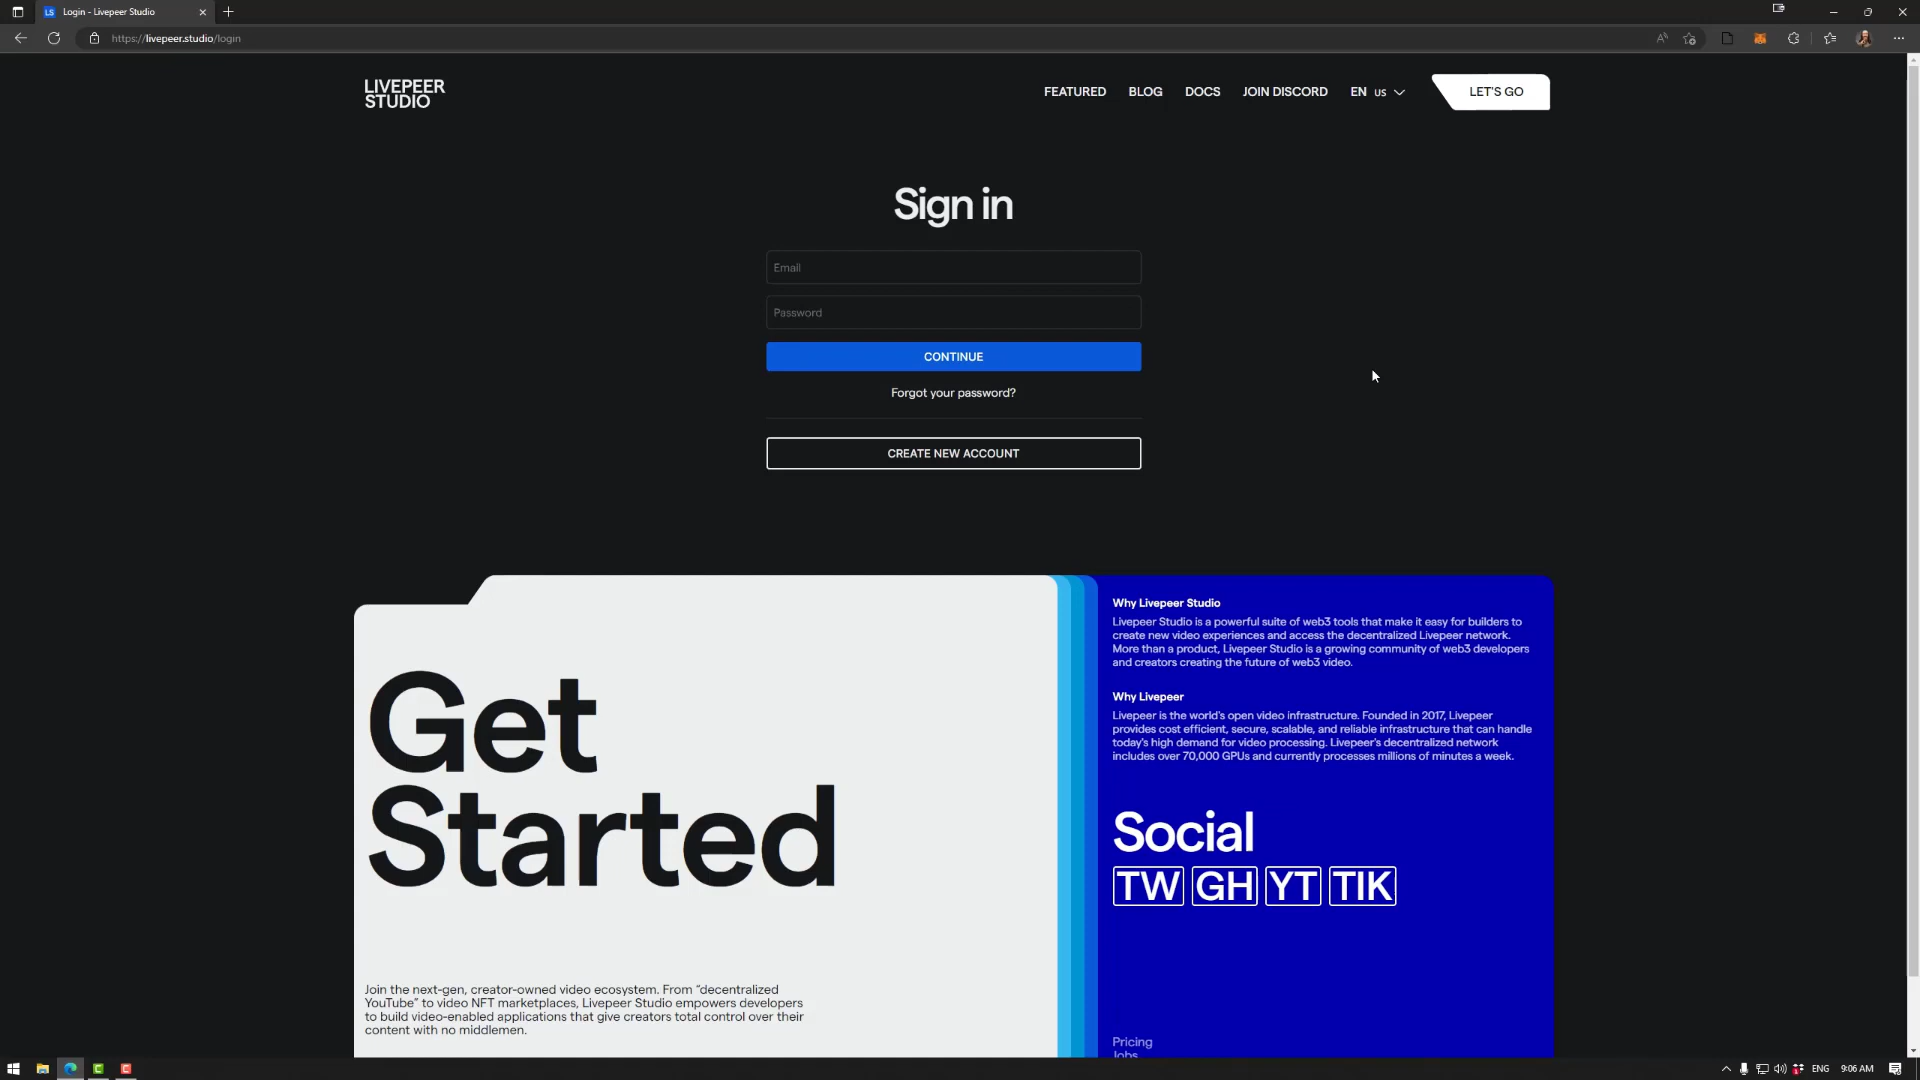 Login - Livepeer Studio
https://livepeer.studio/login
LIVEPEER
STUDIO
FEATURED
BLOG
DOCS
JOIN DISCORD
EN US
LET'S GO
Sign in
Email
Password
CONTINUE
Forgot your password?
CREATE NEW ACCOUNT
Get
Started
Join the next-gen, creator-owned video ecosystem. From “decentralized
YouTube” to video NFT marketplaces, Livepeer Studio empowers developers
to build video-enabled applications that give creators total control over their
content with no middlemen.
Why Livepeer Studio
Livepeer Studio is a powerful suite of web3 tools that make it easy for builders to
create new video experiences and access the decentralized Livepeer network.
More than a product, Livepeer Studio is a growing community of web3 developers
and creators creating the future of web3 video.
Why Livepeer
Livepeer is the world's open video infrastructure. Founded in 2017, Livepeer
provides cost efficient, secure, scalable, and reliable infrastructure that can handle
today's high demand for video processing. Livepeer's decentralized network
includes over 70,000 GPUs and currently processes millions of minutes a week.
Social
TW GH YT TIK
Pricing
Jobs
ENG
9:06 AM